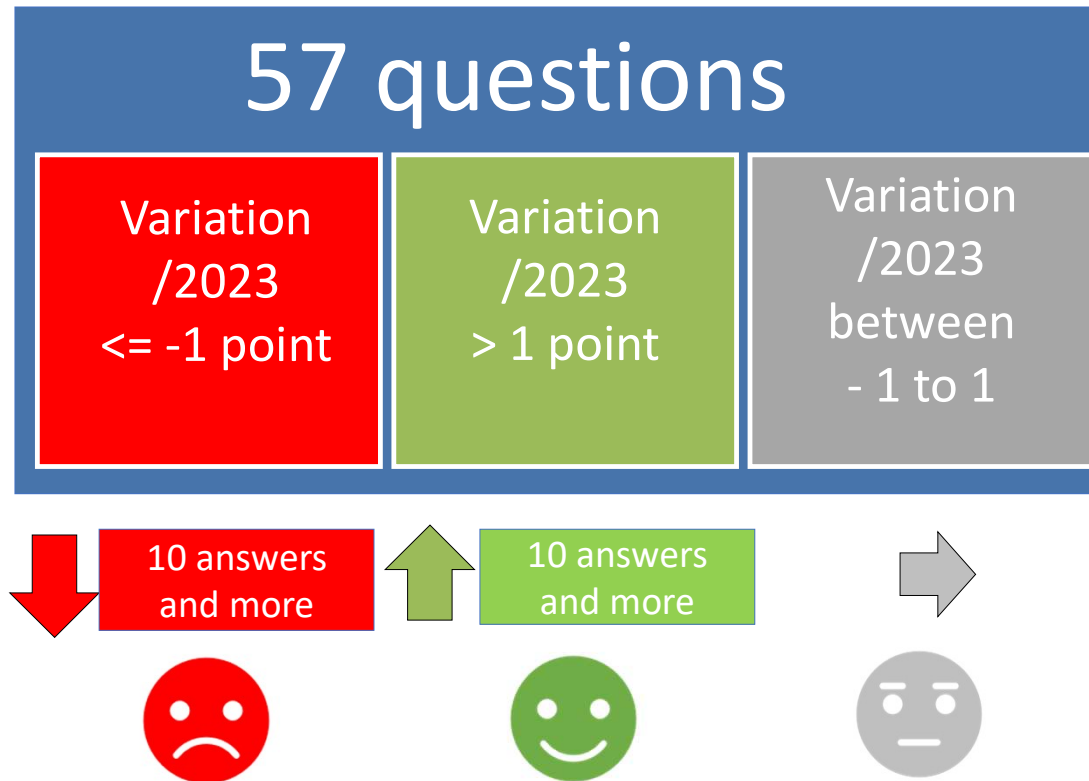 57 questions
Variation
/2023
<= -1 point
Variation
/2023
> 1 point
Variation
/2023
between
- 1 to 1
10 answers
and more
10 answers
and more